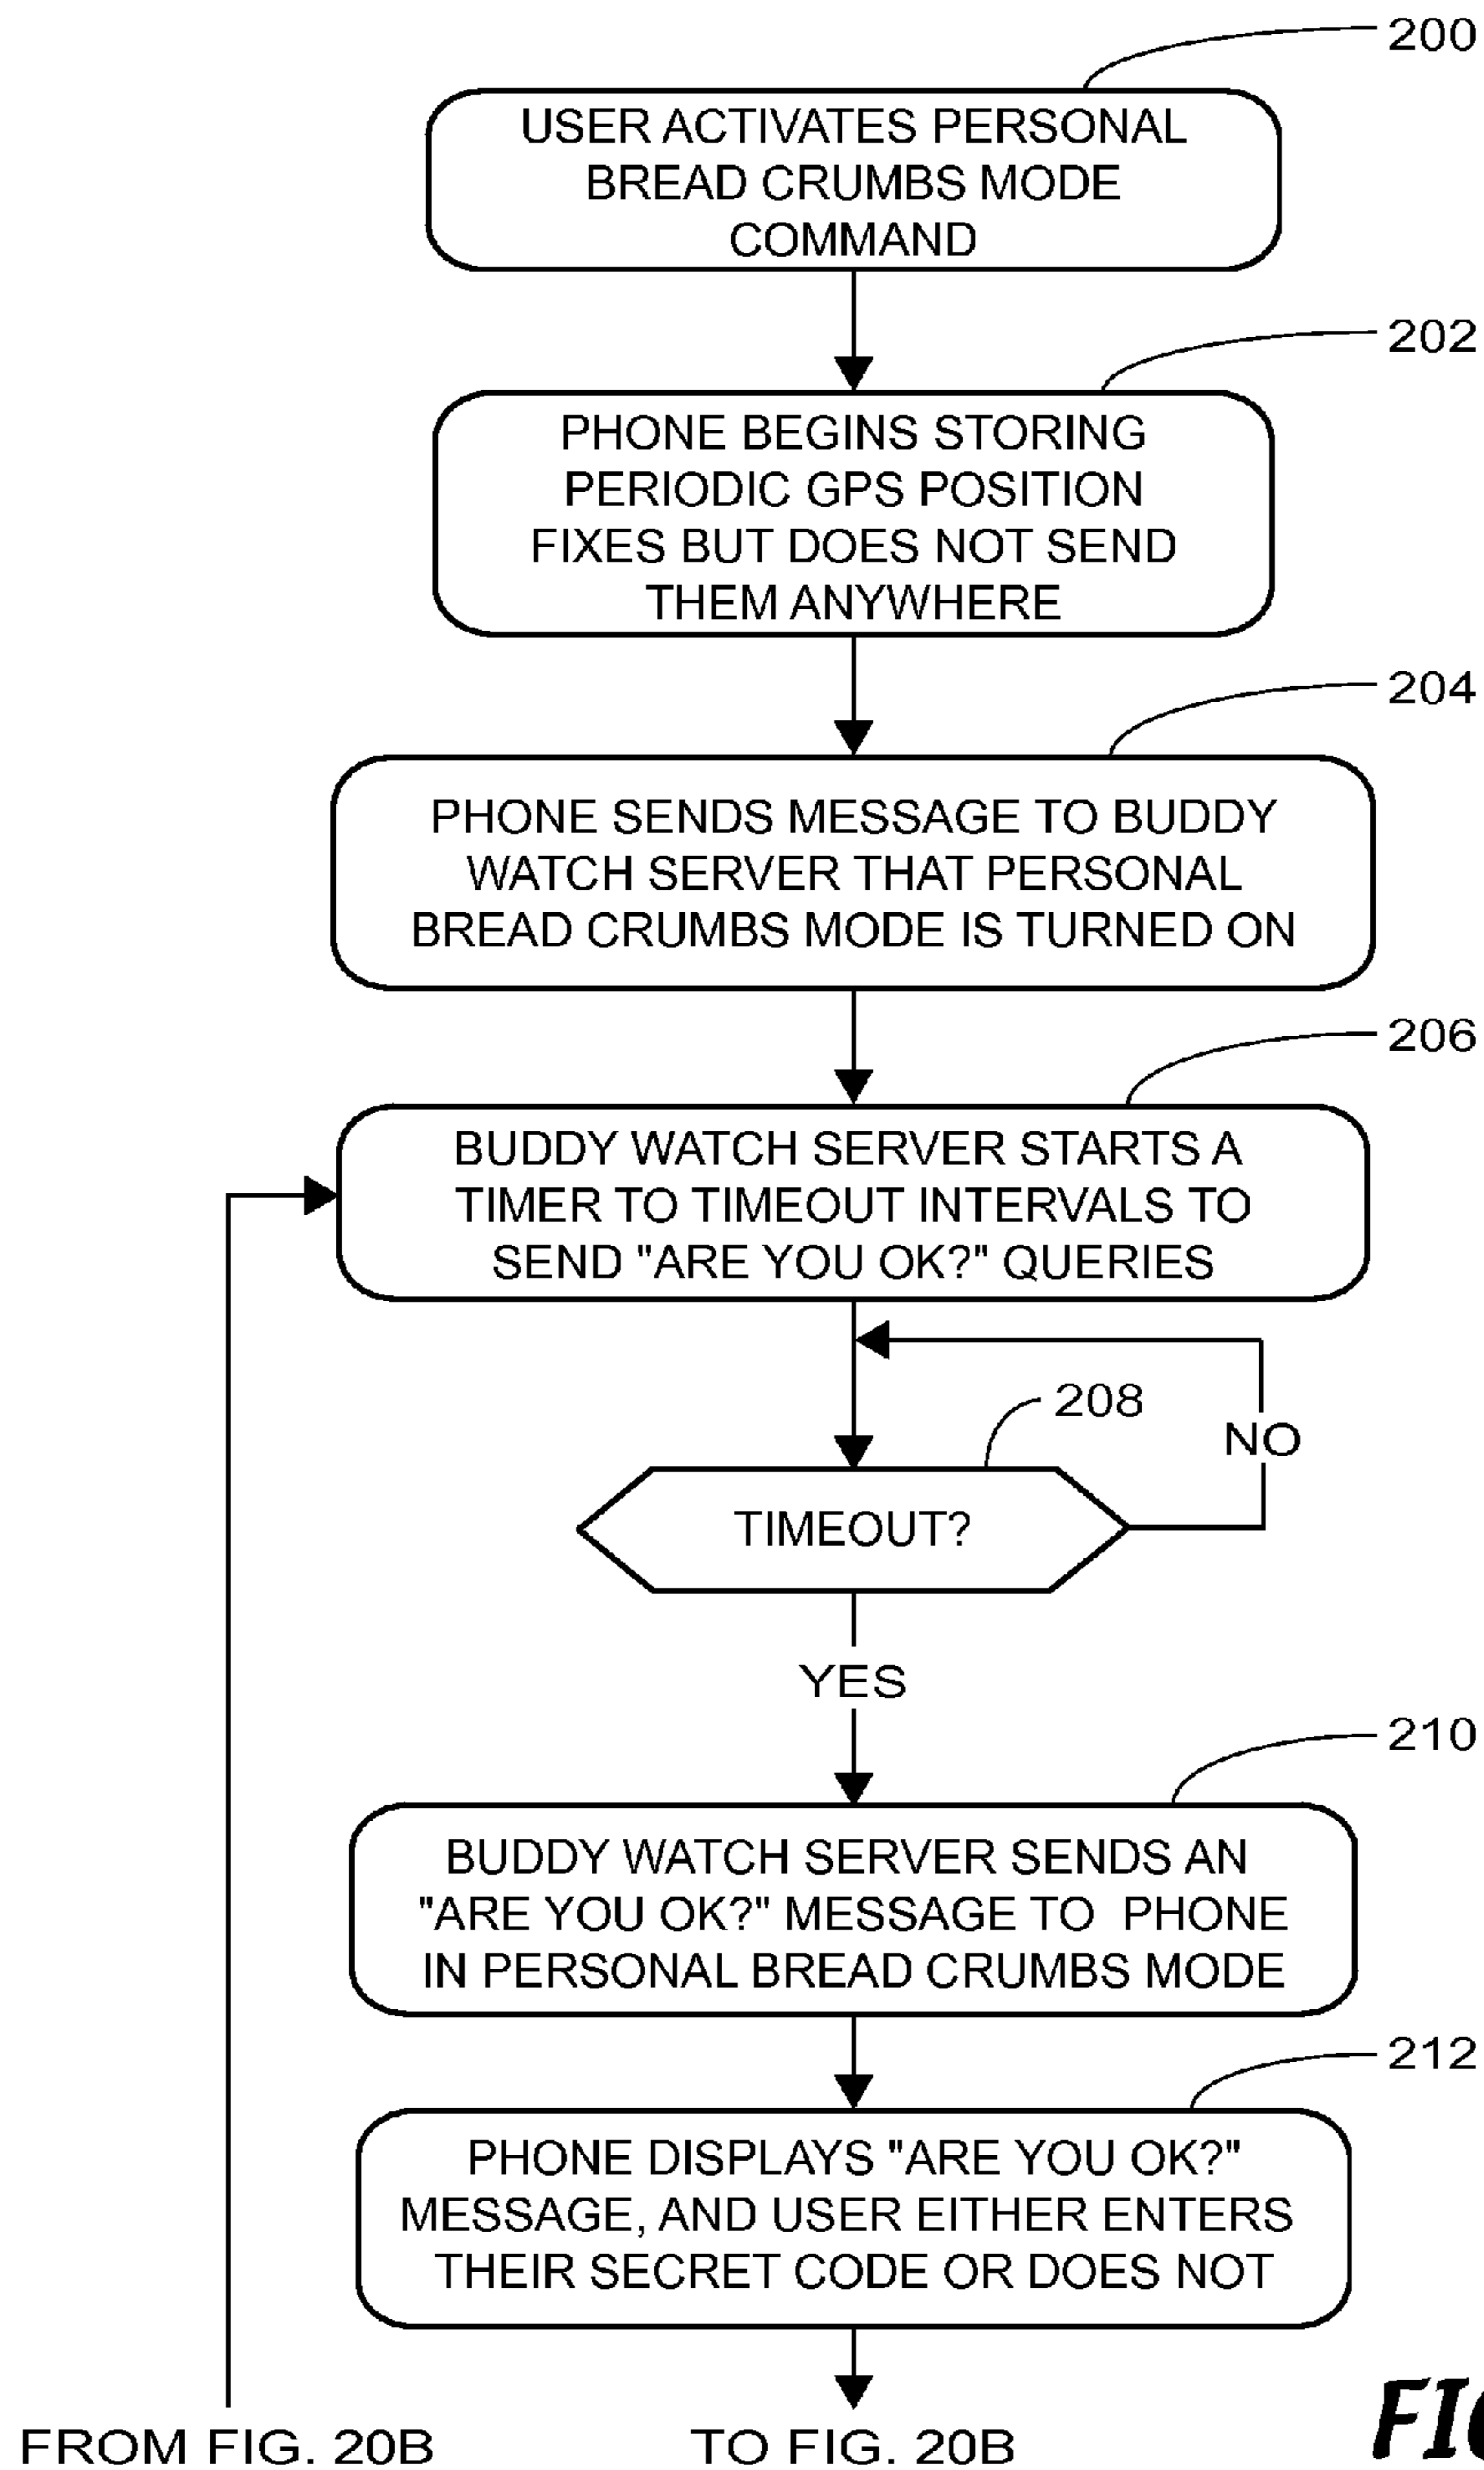 200
USER ACTIVATES PERSONAL
BREAD CRUMBS MODE
COMMAND
202
PHONE BEGINS STORING
PERIODIC GPS POSITION
FIXES BUT DOES NOT SEND
THEM ANYWHERE
204
PHONE SENDS MESSAGE TO BUDDY
WATCH SERVER THAT PERSONAL
BREAD CRUMBS MODE IS TURNED ON
206
BUDDY WATCH SERVER STARTS A
TIMER TO TIMEOUT INTERVALS TO
SEND "ARE YOU OK?" QUERIES
208
NO
TIMEOUT?
YES
210
BUDDY WATCH SERVER SENDS AN
"ARE YOU OK?" MESSAGE TO PHONE
IN PERSONAL BREAD CRUMBS MODE
212
PHONE DISPLAYS "ARE YOU OK?"
MESSAGE, AND USER EITHER ENTERS
THEIR SECRET CODE OR DOES NOT
FROM FIG. 20B
TO FIG. 20B